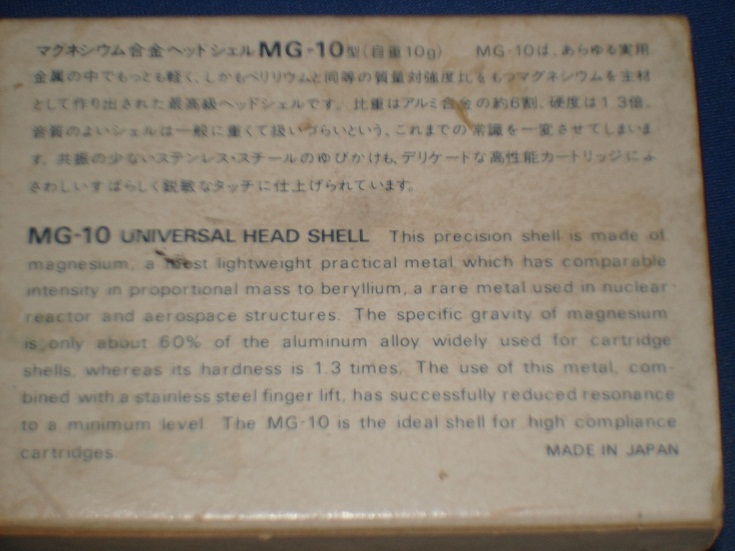 マグネシウム合金ヘッドシェルMG-10型(自重10g) MG-10は、あらゆる実用
金属の中でもっとも軽く、しかもベリリウムと同等の質量対強度比をもつマグネシウムを主材
として作り出された最高級ヘッドシェルです。比重はアルミ合金の約6割、硬度は1.3倍。
音質のよいシェルは一般に重くて扱いづらいという、これまでの常識を一変させてしまいま
す。共振の少ないステンレス・スチールのゆびかけも、デリケートな高性能カートリッジにふ
さわしいすばらしく鋭敏なタッチに仕上げられています。
MG-10 UNIVERSAL HEAD SHELL This precision shell is made of
magnesium, a most lightweight practical metal which has comparable
intensity in proportional mass to beryllium, a rare metal used in nuclear
reactor and aerospace structures. The specific gravity of magnesium
is only about 60% of the aluminum alloy widely used for cartridge
shells, whereas its hardness is 1.3 times. The use of this metal, com-
bined with a stainless steel finger lift, has successfully reduced resonance
to a minimum level. The MG-10 is the ideal shell for high compliance
cartridges. MADE IN JAPAN